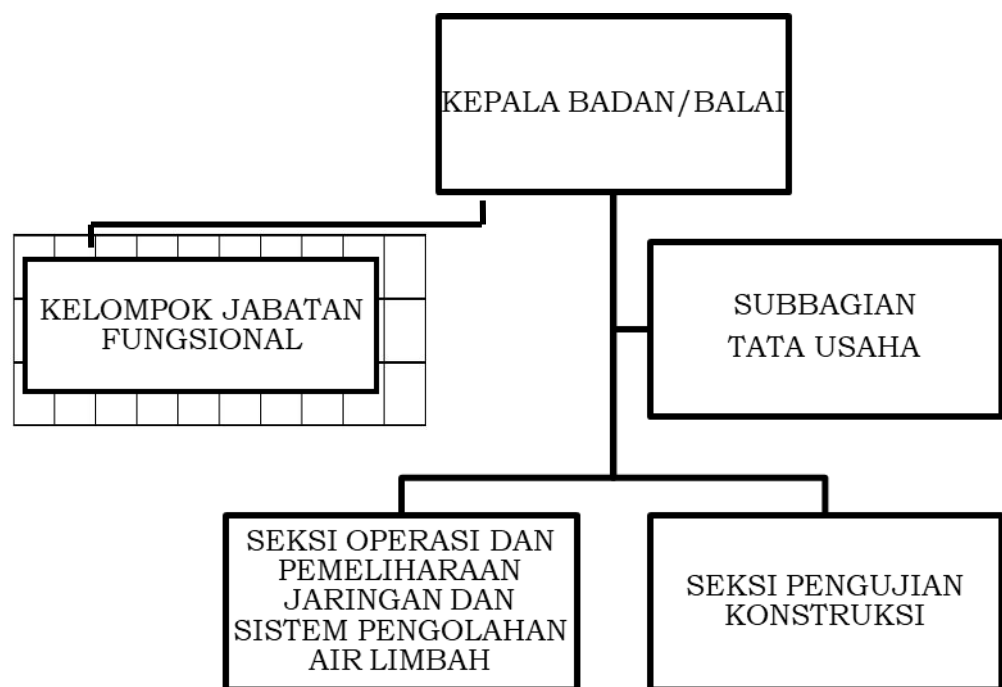 KEPALA BADAN/BALAI
KELOMPOK JABATAN
FUNGSIONAL
SUBBAGIAN
TATA USAHA
SEKSI OPERASI DAN
PEMELIHARAAN
JARINGAN DAN
SISTEM PENGOLAHAN
AIR LIMBAH
SEKSI PENGUJIAN
KONSTRUKSI